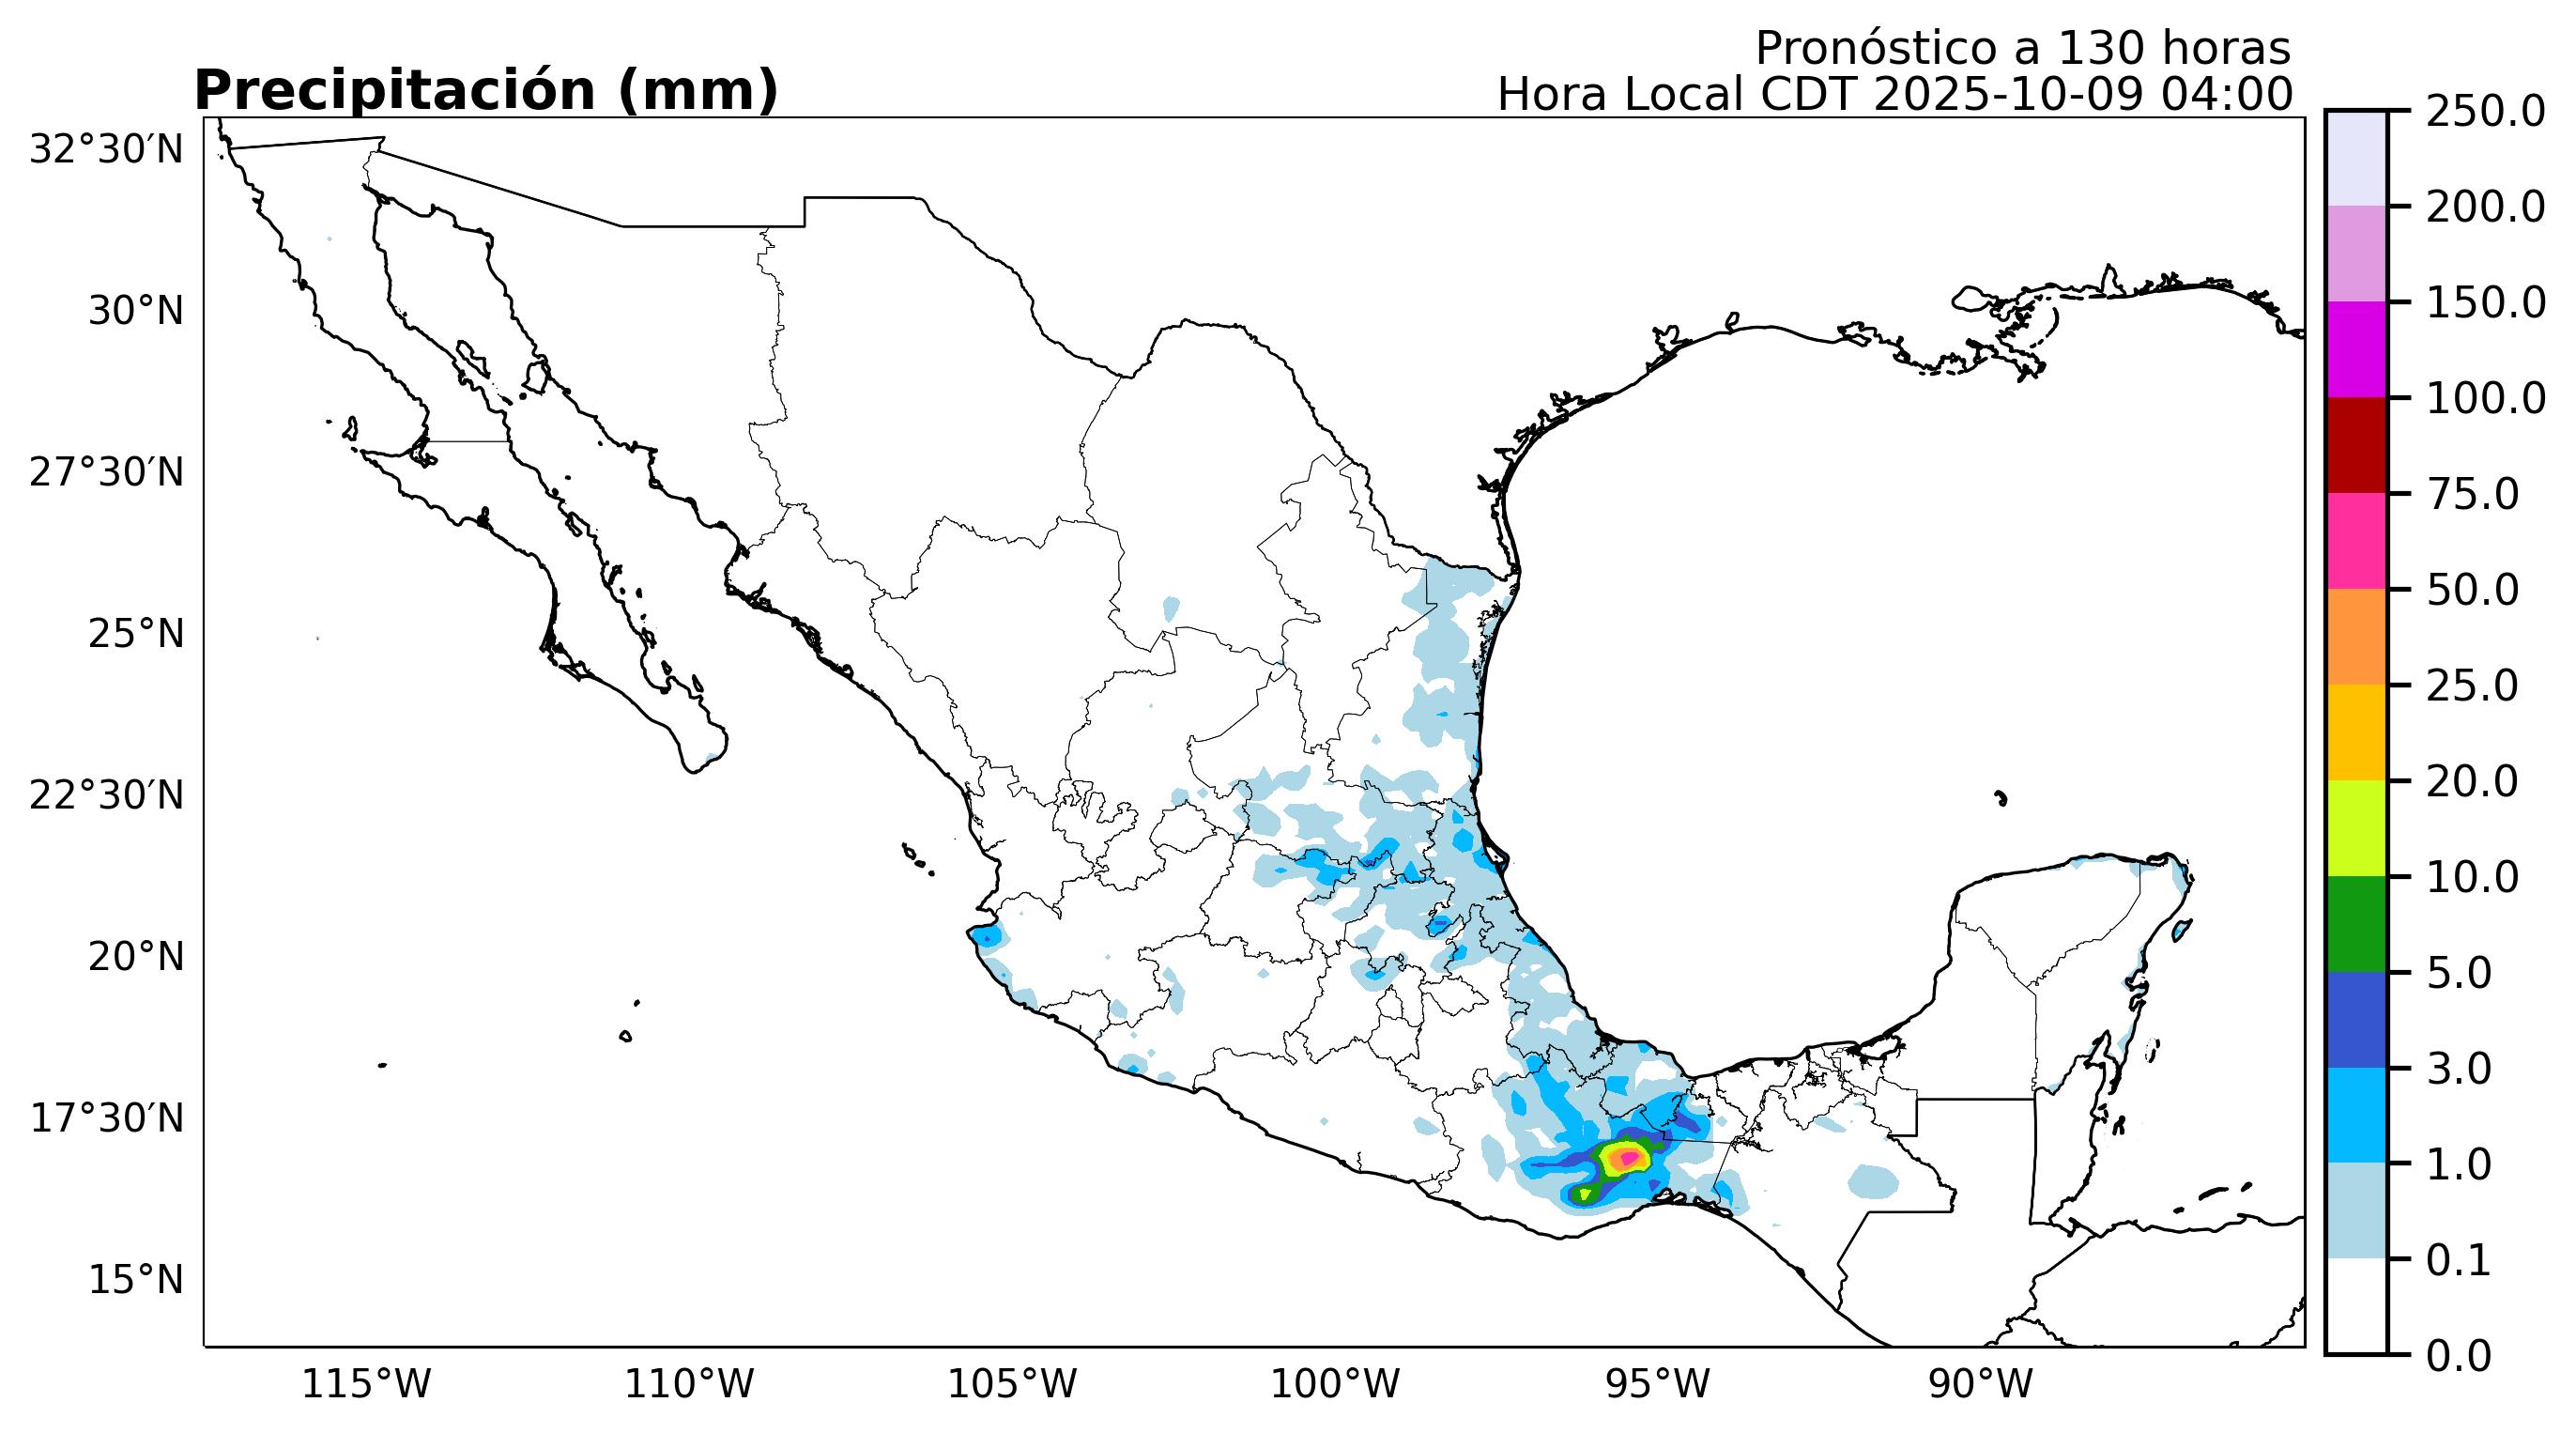 Pronóstico a 130 horas
Precipitación (mm)
Hora Local CDT 2025-10-09 04:00
32°30′N
30°N
27°30′N
25°N
22°30′N
20°N
17°30′N
15°N
115°W
110°W
105°W
100°W
95°W
90°W
250.0
200.0
150.0
100.0
75.0
50.0
25.0
20.0
10.0
5.0
3.0
1.0
0.1
0.0